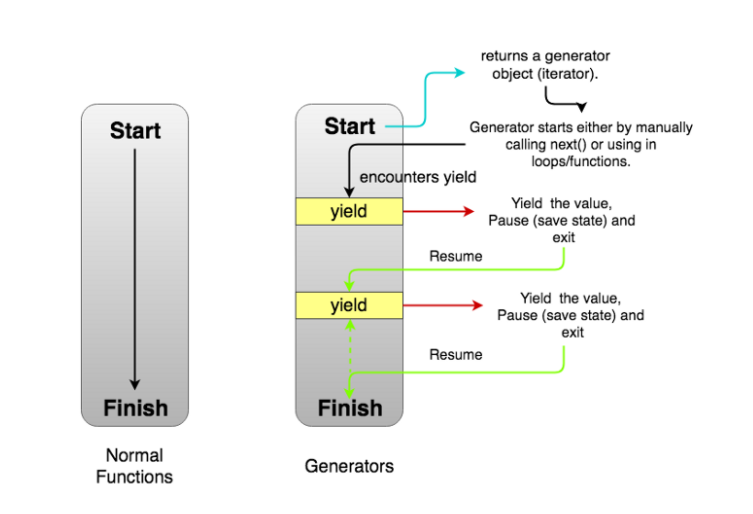 Start
Finish
Normal
Functions
Start
returns a generator
object (iterator).
Generator starts either by manually
calling next() or using in
loops/functions.
encounters yield
yield
Yield the value,
Pause (save state) and
exit
Resume
yield
Yield the value,
Pause (save state) and
exit
Resume
Finish
Generators